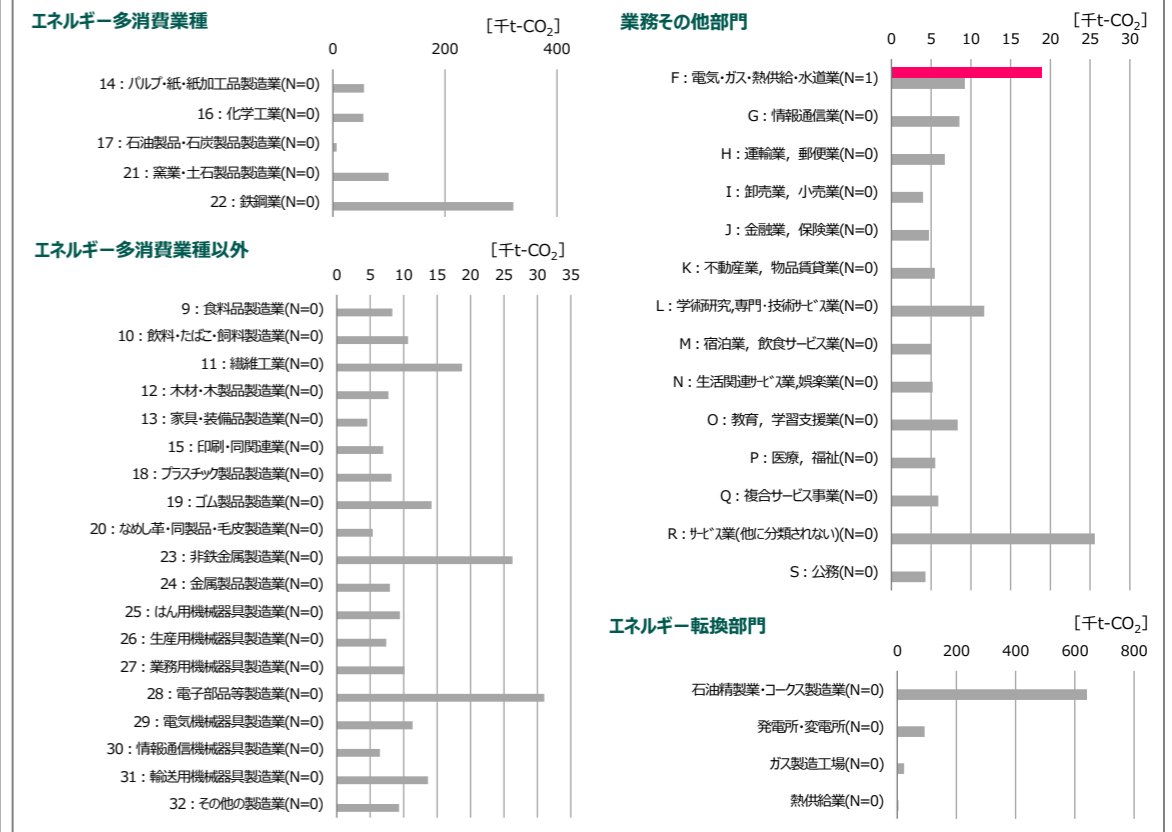 エネルギー多消費業種
[千t-CO₂]
0 200 400
14：パルプ・紙・紙加工品製造業(N=0)
16：化学工業(N=0)
17：石油製品・石炭製品製造業(N=0)
21：窯業・土石製品製造業(N=0)
22：鉄鋼業(N=0)
エネルギー多消費業種以外
[千t-CO₂]
0 5 10 15 20 25 30 35
9：食料品製造業(N=0)
10：飲料・たばこ・飼料製造業(N=0)
11：繊維工業(N=0)
12：木材・木製品製造業(N=0)
13：家具・装備品製造業(N=0)
15：印刷・同関連業(N=0)
18：プラスチック製品製造業(N=0)
19：ゴム製品製造業(N=0)
20：なめし革・同製品・毛皮製造業(N=0)
23：非鉄金属製造業(N=0)
24：金属製品製造業(N=0)
25：はん用機械器具製造業(N=0)
26：生産用機械器具製造業(N=0)
27：業務用機械器具製造業(N=0)
28：電子部品等製造業(N=0)
29：電気機械器具製造業(N=0)
30：情報通信機械器具製造業(N=0)
31：輸送用機械器具製造業(N=0)
32：その他の製造業(N=0)
業務その他部門
[千t-CO₂]
0 5 10 15 20 25 30
F：電気・ガス・熱供給・水道業(N=1)
G：情報通信業(N=0)
H：運輸業，郵便業(N=0)
I：卸売業，小売業(N=0)
J：金融業，保険業(N=0)
K：不動産業，物品賃貸業(N=0)
L：学術研究,専門・技術サービス業(N=0)
M：宿泊業，飲食サービス業(N=0)
N：生活関連サービス業,娯楽業(N=0)
O：教育，学習支援業(N=0)
P：医療，福祉(N=0)
Q：複合サービス事業(N=0)
R：サービス業(他に分類されない)(N=0)
S：公務(N=0)
エネルギー転換部門
[千t-CO₂]
0 200 400 600 800
石油精製業・コークス製造業(N=0)
発電所・変電所(N=0)
ガス製造工場(N=0)
熱供給業(N=0)